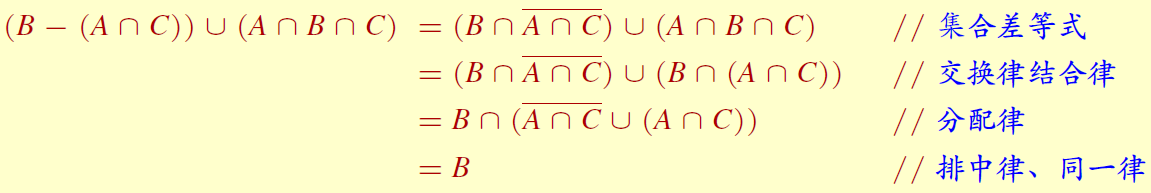 (B − (A ∩ C)) ∪ (A ∩ B ∩ C) = (B ∩ \overline{A ∩ C}) ∪ (A ∩ B ∩ C) // 集合差等式
= (B ∩ \overline{A ∩ C}) ∪ (B ∩ (A ∩ C)) // 交换律结合律
= B ∩ (\overline{A ∩ C} ∪ (A ∩ C)) // 分配律
= B // 排中律、同一律